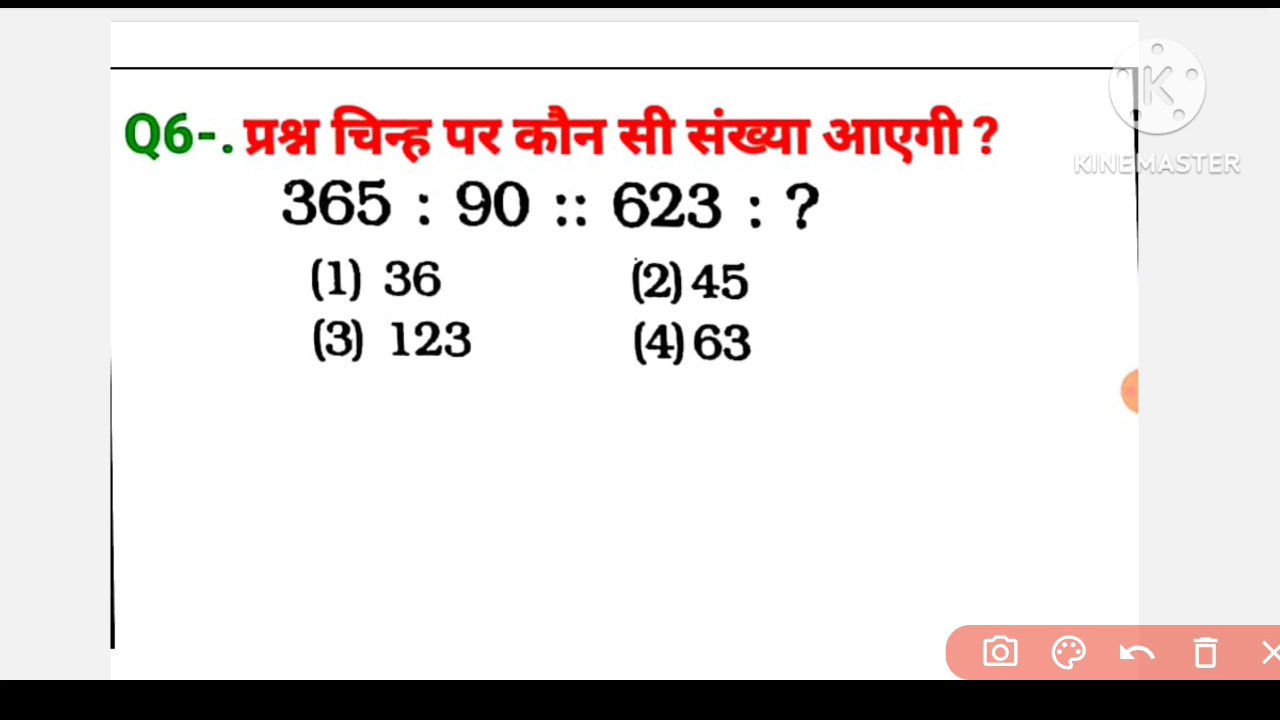 Q6-. प्रश्न चिन्ह पर कौन सी संख्या आएगी ?
365 : 90 :: 623 : ?
(1) 36 (2) 45
(3) 123 (4) 63
KINEMASTER